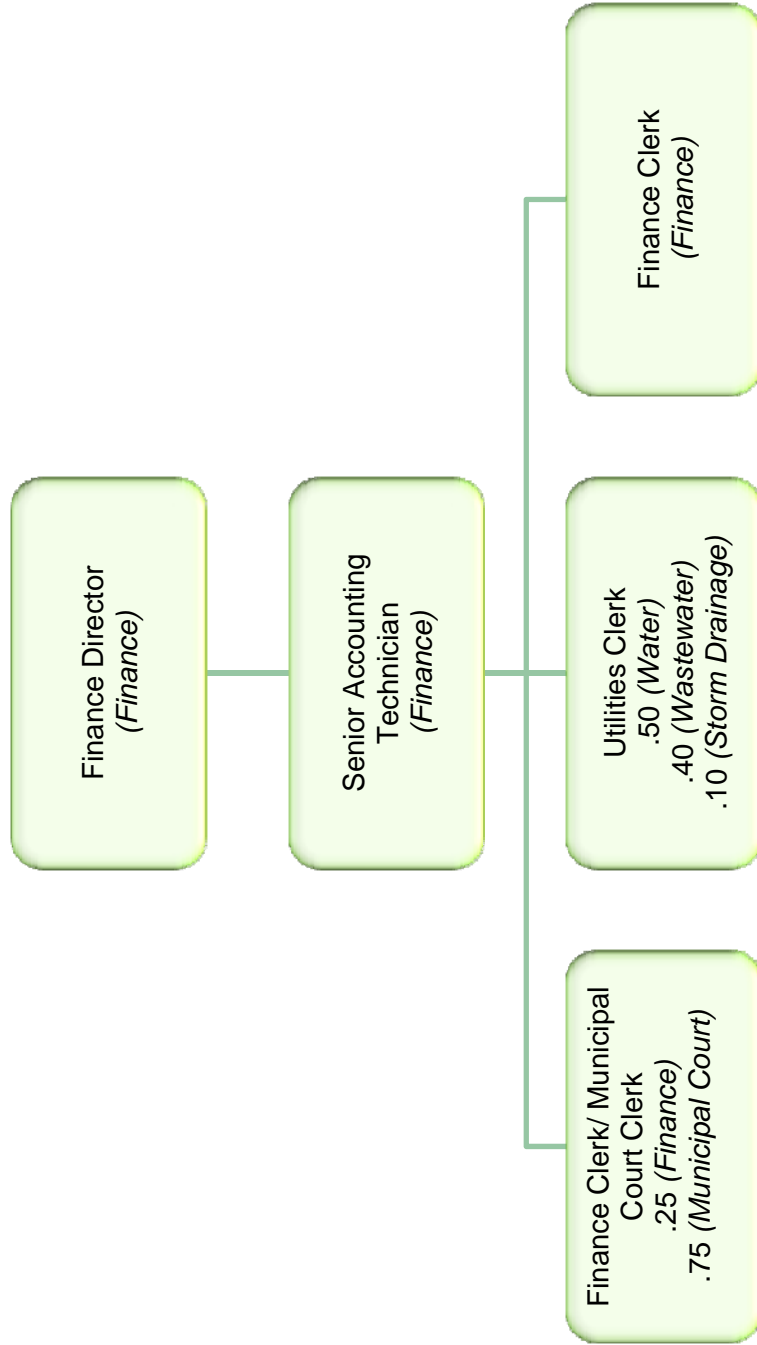 Finance Director
(Finance)
Senior Accounting
Technician
(Finance)
Finance Clerk/ Municipal
Court Clerk
.25 (Finance)
.75 (Municipal Court)
Utilities Clerk
.50 (Water)
.40 (Wastewater)
.10 (Storm Drainage)
Finance Clerk
(Finance)